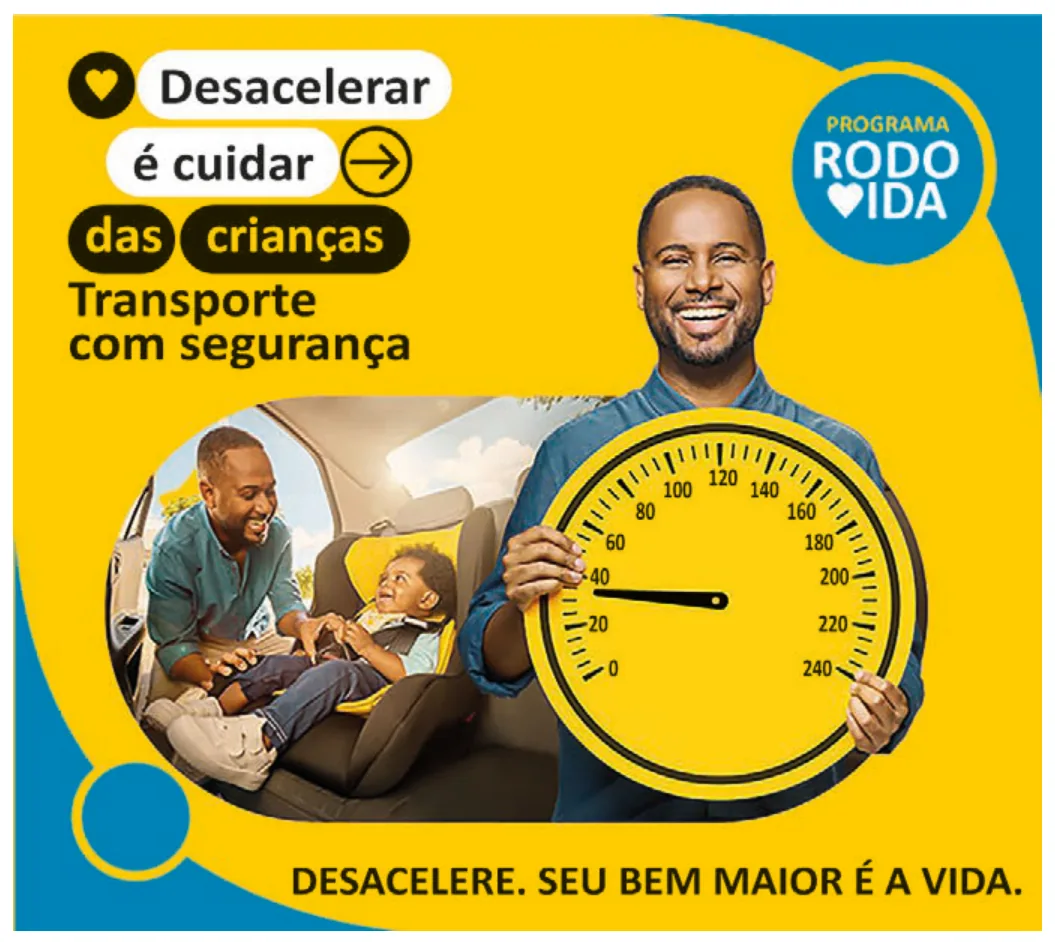 Desacelerar
é cuidar
das crianças
Transporte
com segurança
PROGRAMA
RODO
♥IDA
0
20
40
60
80
100
120
140
160
180
200
220
240
DESACELERE. SEU BEM MAIOR É A VIDA.